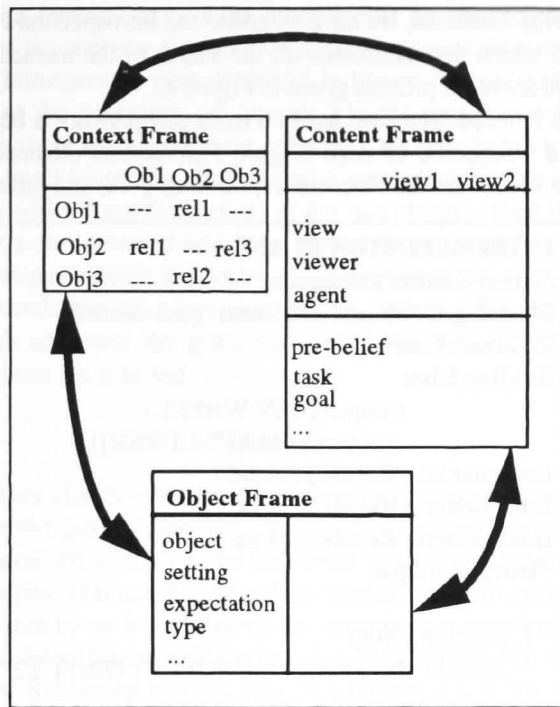 Context Frame
Ob1 Ob2 Ob3
Obj1 rel1
Obj2 rel1 --- rel3
Obj3 --- rel2
Content Frame
view1 view2
view
viewer
agent
pre-belief
task
goal
...
Object Frame
object
setting
expectation
type
...